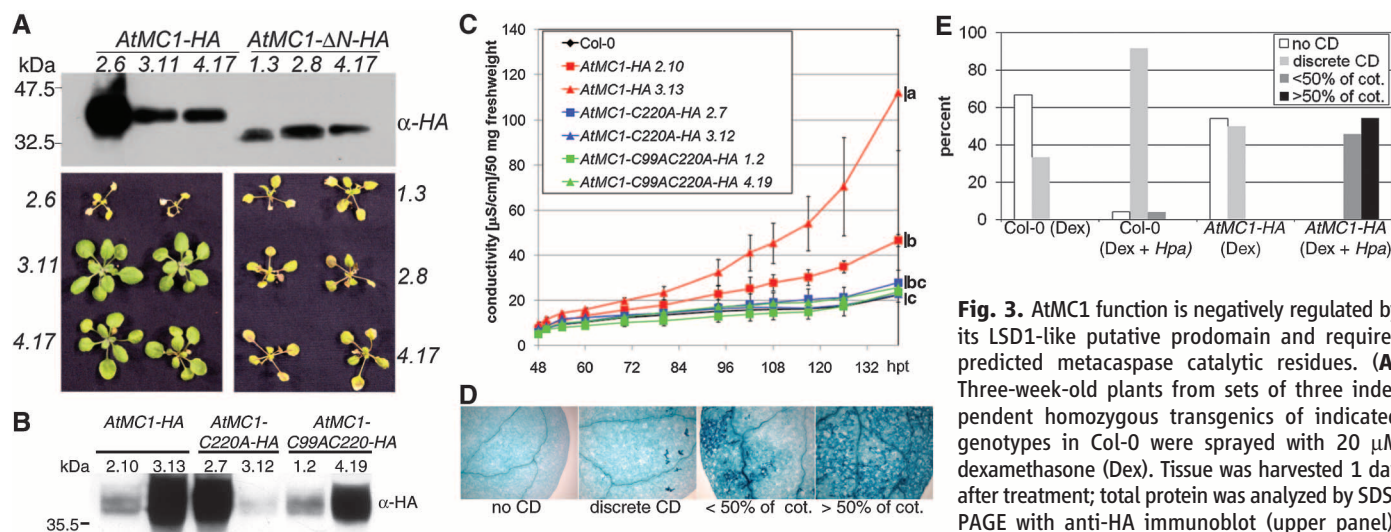 A
AtMC1-HA
AtMC1-ΔN-HA
kDa
2.6 3.11 4.17
1.3 2.8 4.17
47.5
32.5
α-HA
2.6
3.11
4.17
1.3
2.8
4.17
B
AtMC1-HA
AtMC1-
C220A-HA
AtMC1-
C99AC220-HA
kDa
2.10 3.13
2.7 3.12
1.2 4.19
α-HA
35.5
C
conductivity [µS/cm]/50 mg freshweight
140
120
100
80
60
40
20
0
Col-0
AtMC1-HA 2.10
AtMC1-HA 3.13
AtMC1-C220A-HA 2.7
AtMC1-C220A-HA 3.12
AtMC1-C99AC220A-HA 1.2
AtMC1-C99AC220A-HA 4.19
a
b
bc
c
48 60 72 84 96 108 120 132 hpt
D
no CD
discrete CD
< 50% of cot.
> 50% of cot.
E
percent
100
80
60
40
20
0
no CD
discrete CD
<50% of cot.
>50% of cot.
Col-0 (Dex)
Col-0
(Dex + Hpa)
AtMC1-HA
(Dex)
AtMC1-HA
(Dex + Hpa)
Fig. 3. AtMC1 function is negatively regulated b
its LSD1-like putative prodomain and require
predicted metacaspase catalytic residues. (A
Three-week-old plants from sets of three inde
pendent homozygous transgenics of indicated
genotypes in Col-0 were sprayed with 20 µM
dexamethasone (Dex). Tissue was harvested 1 da
after treatment; total protein was analyzed by SDS
PAGE with anti-HA immunoblot (upper panel)